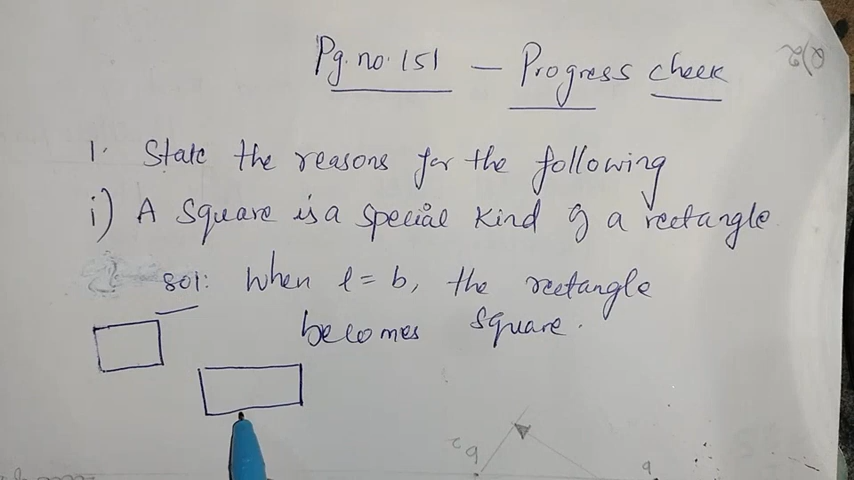 Pg. no. 151 — Progress check
1. State the reasons for the following
i) A square is a special kind of a rectangle
sol: When l = b, the rectangle
becomes square.